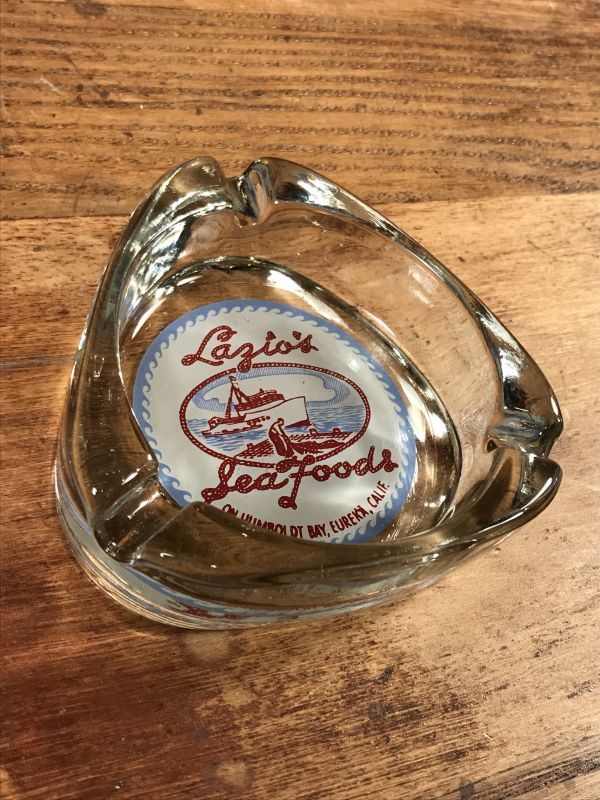 Lazio's
Sea Foods
ON HUMBOLDT BAY, EUREKA, CALIF.